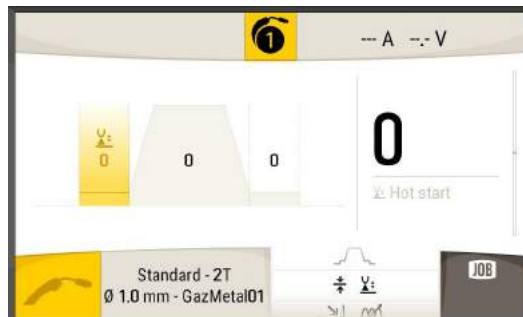 1
--- A --.- V
0
0
0
0
Hot start
Standard - 2T
Ø 1.0 mm - GazMetal01
JOB